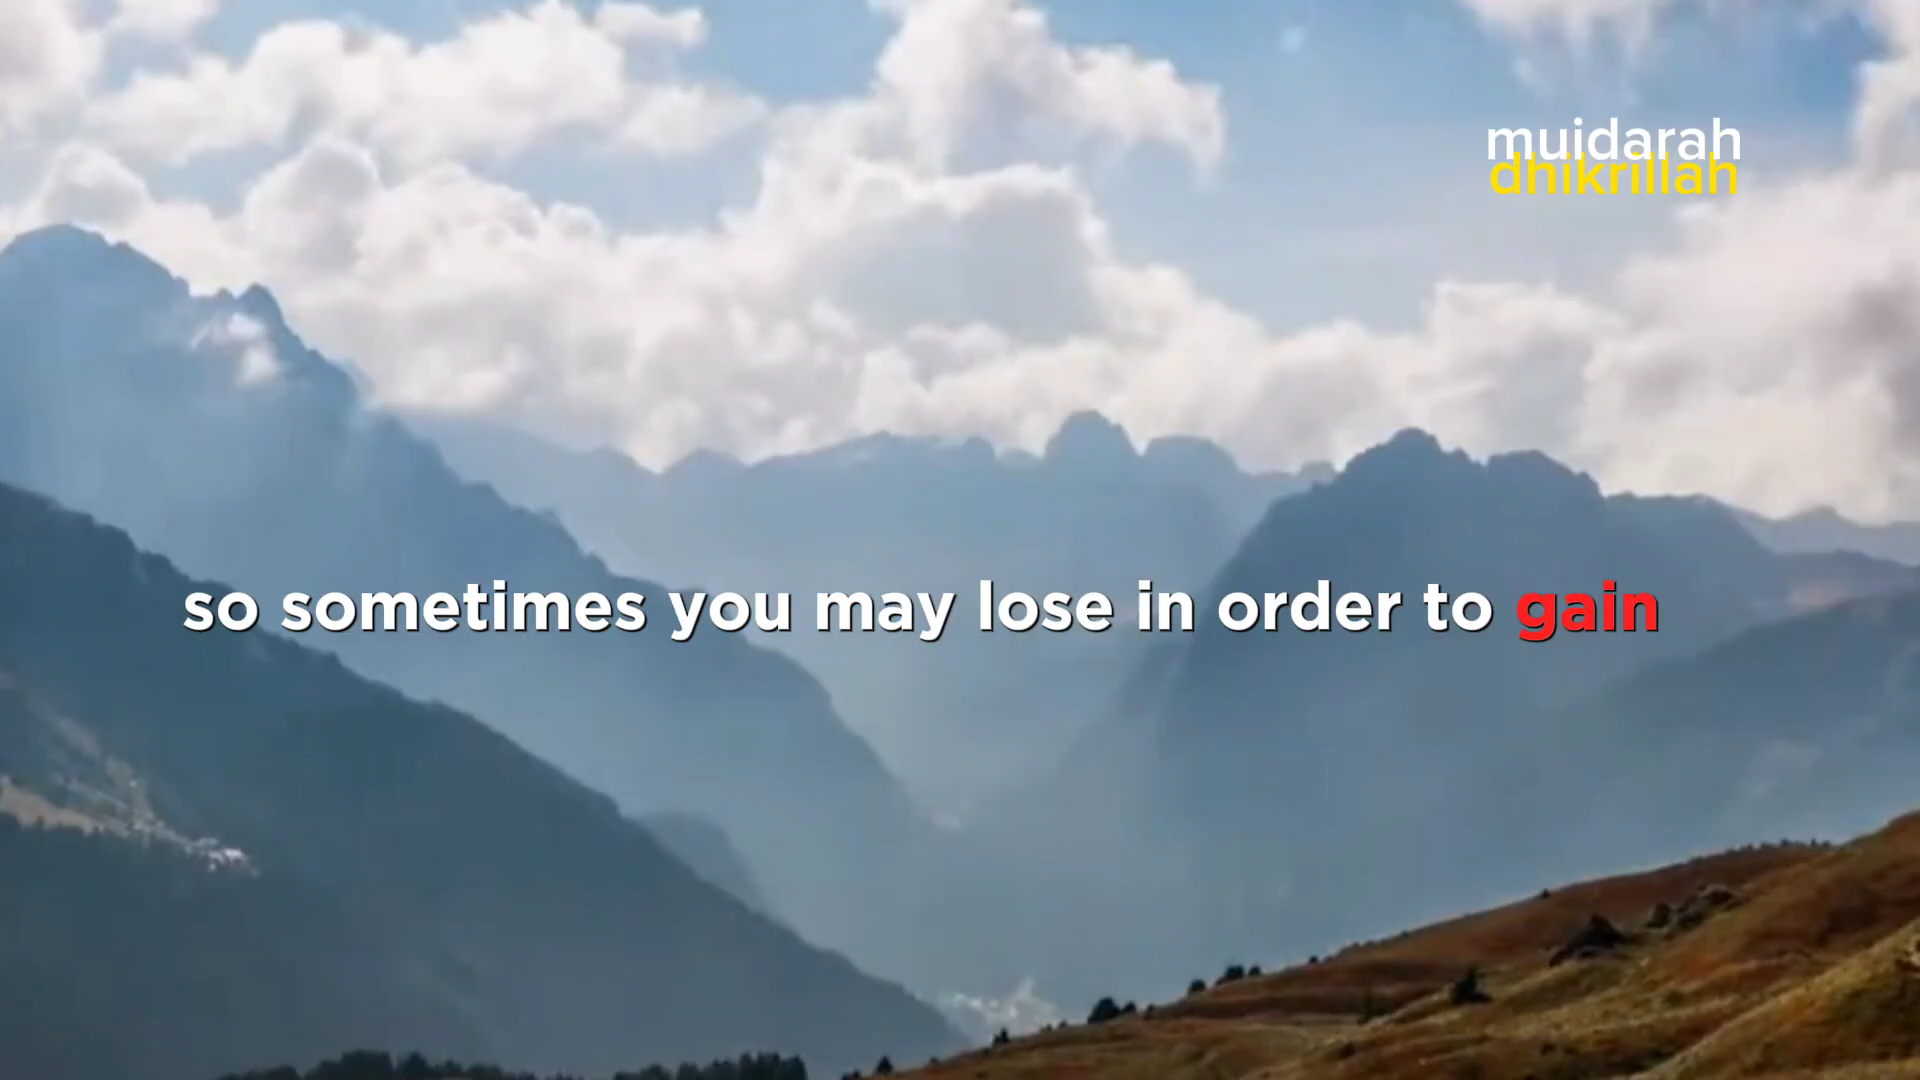 muidarah
dhikrillah
so sometimes you may lose in order to gain